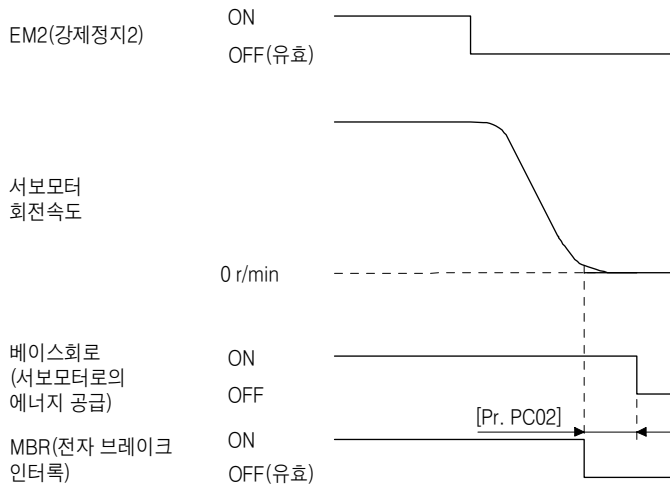 EM2(강제정지2)
ON
OFF(유효)
서보모터
회전속도
0 r/min
베이스회로
(서보모터로의
에너지 공급)
ON
OFF
[Pr. PC02]
MBR(전자 브레이크
인터록)
ON
OFF(유효)